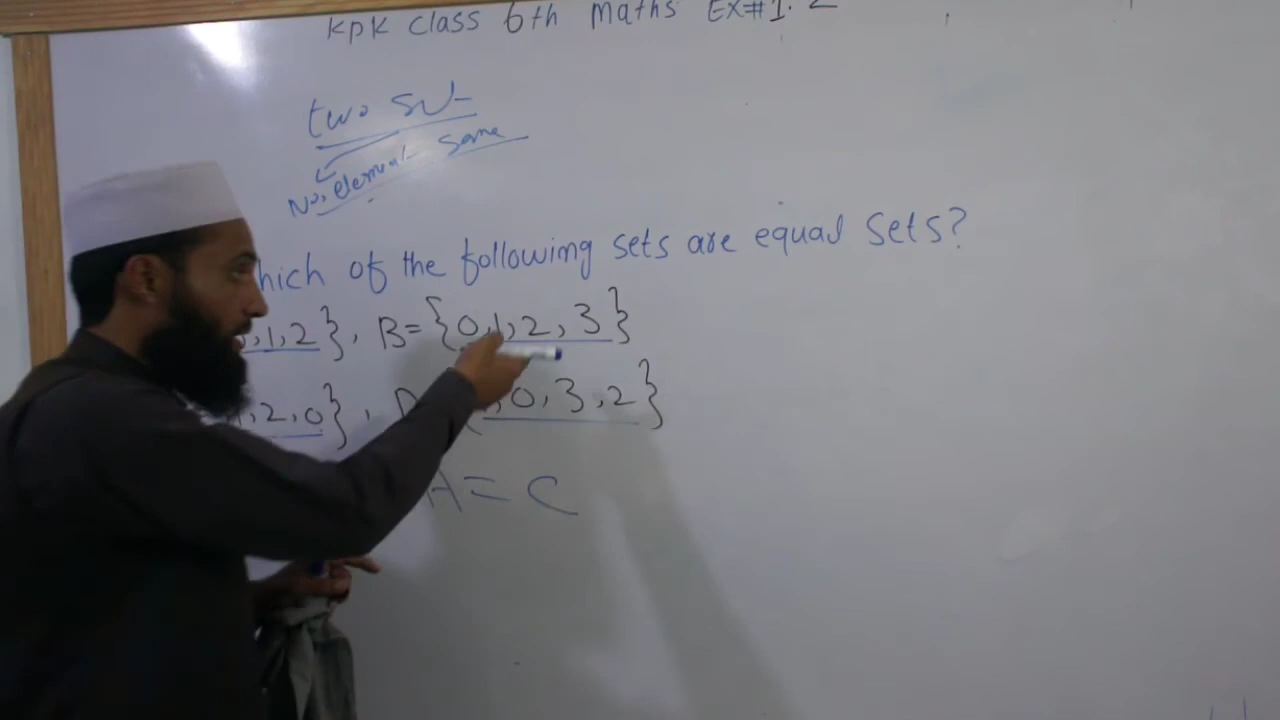 Kpk class 6th Maths Ex#1.2
two set
No, element same
hich of the following sets are equal sets?
,1,2}, B={0,1,2,3}
,2,0}, D ,0,3,2}
A=C